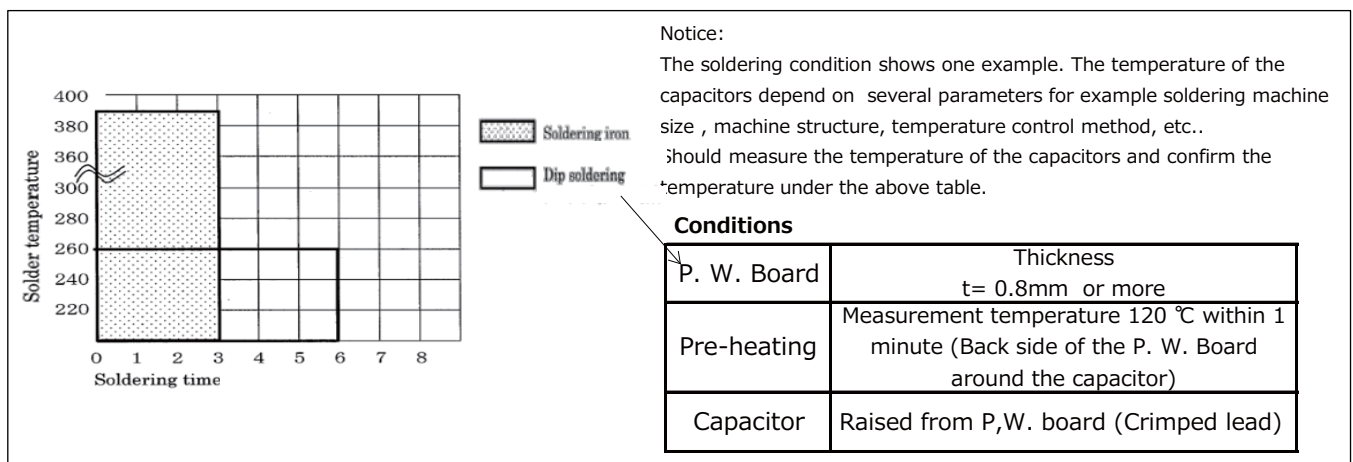 Notice:
The soldering condition shows one example. The temperature of the
capacitors depend on several parameters for example soldering machine
size , machine structure, temperature control method, etc..
Should measure the temperature of the capacitors and confirm the
temperature under the above table.
400
380
360
300
280
260
240
220
Solder temperature
0 1 2 3 4 5 6 7 8
Soldering time
Soldering iron
Dip soldering
Conditions
P. W. Board
Thickness
t= 0.8mm or more
Pre-heating
Measurement temperature 120 ℃ within 1
minute (Back side of the P. W. Board
around the capacitor)
Capacitor
Raised from P,W. board (Crimped lead)